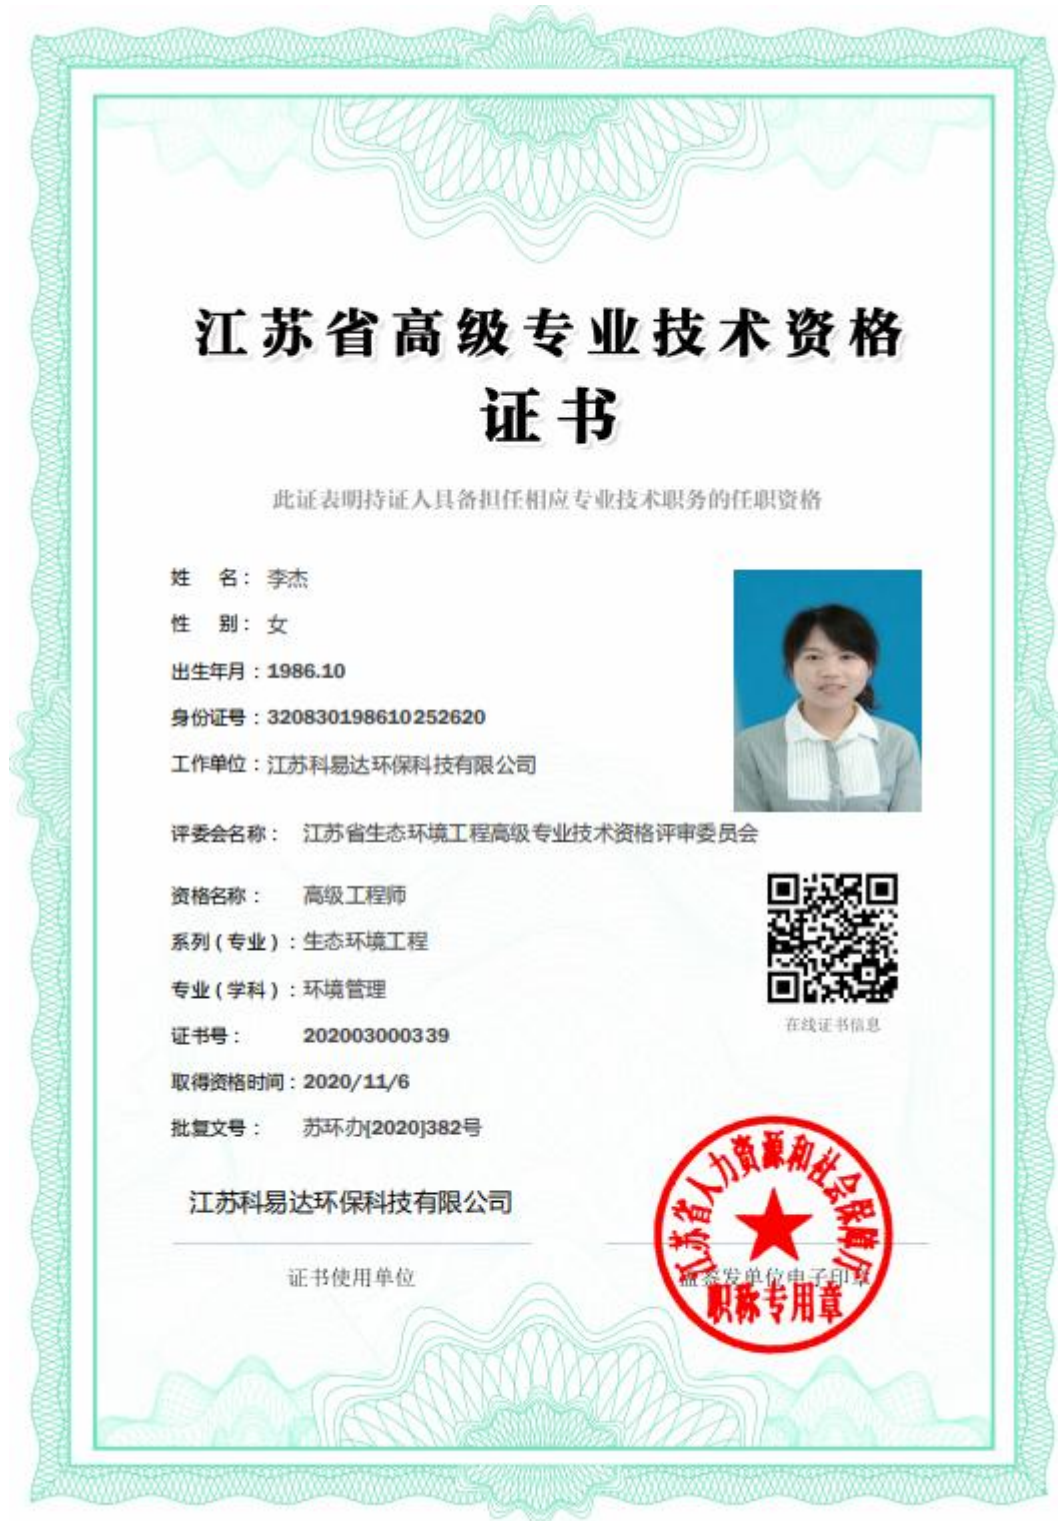 江苏省高级专业技术资格
证书
此证表明持证人具备担任相应专业技术职务的任职资格
姓 名：李杰
性 别：女
出生年月：1986.10
身份证号：320830198610252620
工作单位：江苏科易达环保科技有限公司
评委会名称： 江苏省生态环境工程高级专业技术资格评审委员会
资格名称： 高级工程师
系列(专业)：生态环境工程
专业(学科)：环境管理
在线证书信息
证书号： 202003000339
取得资格时间：2020/11/6
批复文号： 苏环办[2020]382号
江苏科易达环保科技有限公司
证书使用单位
江苏省人力资源和社会保障厅
盖签发单位电子印章
职称专用章